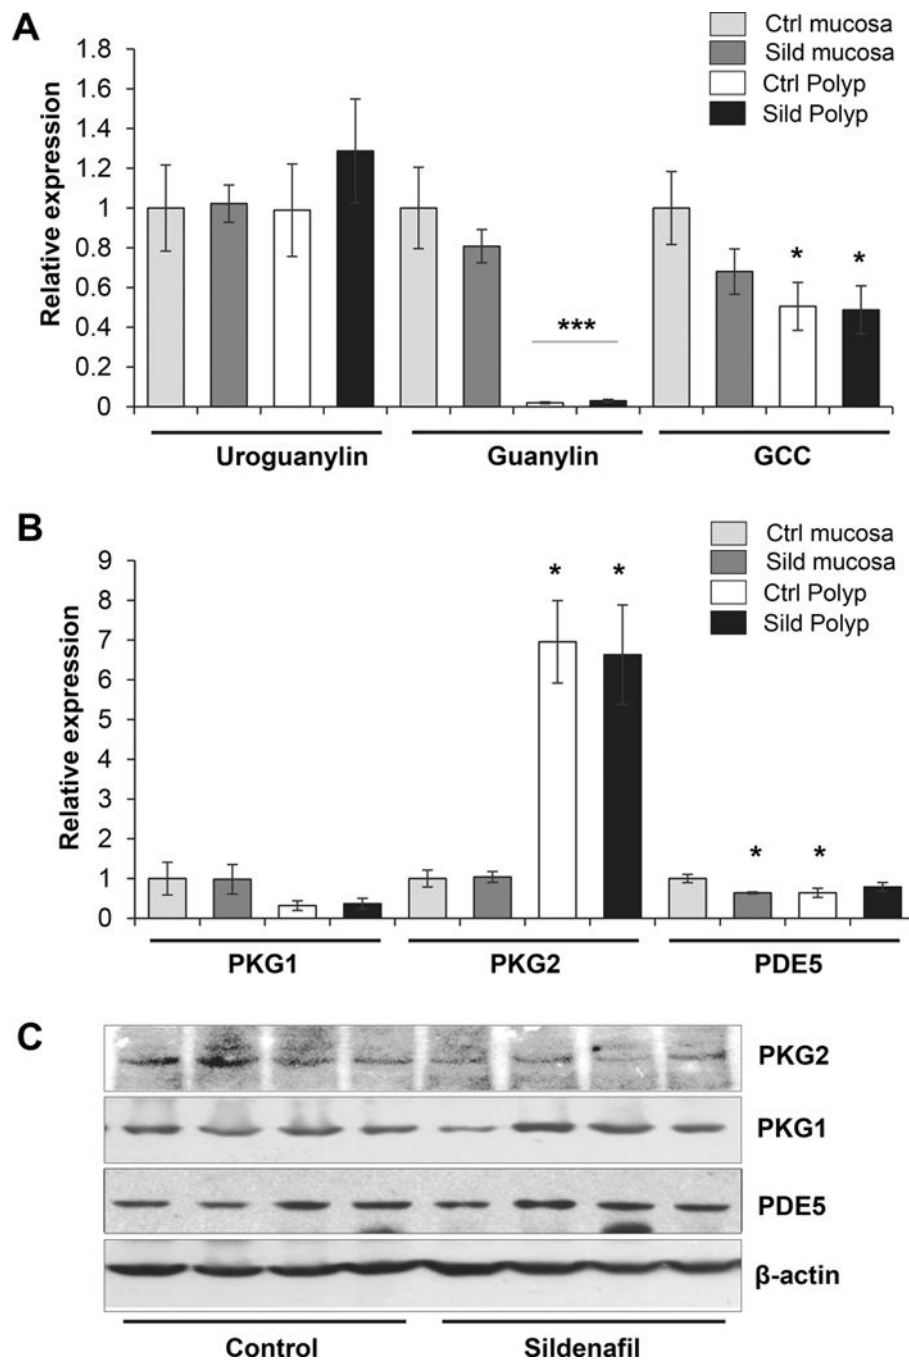 A
Ctrl mucosa
Sild mucosa
Ctrl Polyp
Sild Polyp
Relative expression
1.8
1.6
1.4
1.2
1
0.8
0.6
0.4
0.2
0
***
*
*
Uroguanylin
Guanylin
GCC
B
Ctrl mucosa
Sild mucosa
Ctrl Polyp
Sild Polyp
Relative expression
9
8
7
6
5
4
3
2
1
0
*
*
*
*
PKG1
PKG2
PDE5
C
PKG2
PKG1
PDE5
β-actin
Control
Sildenafil